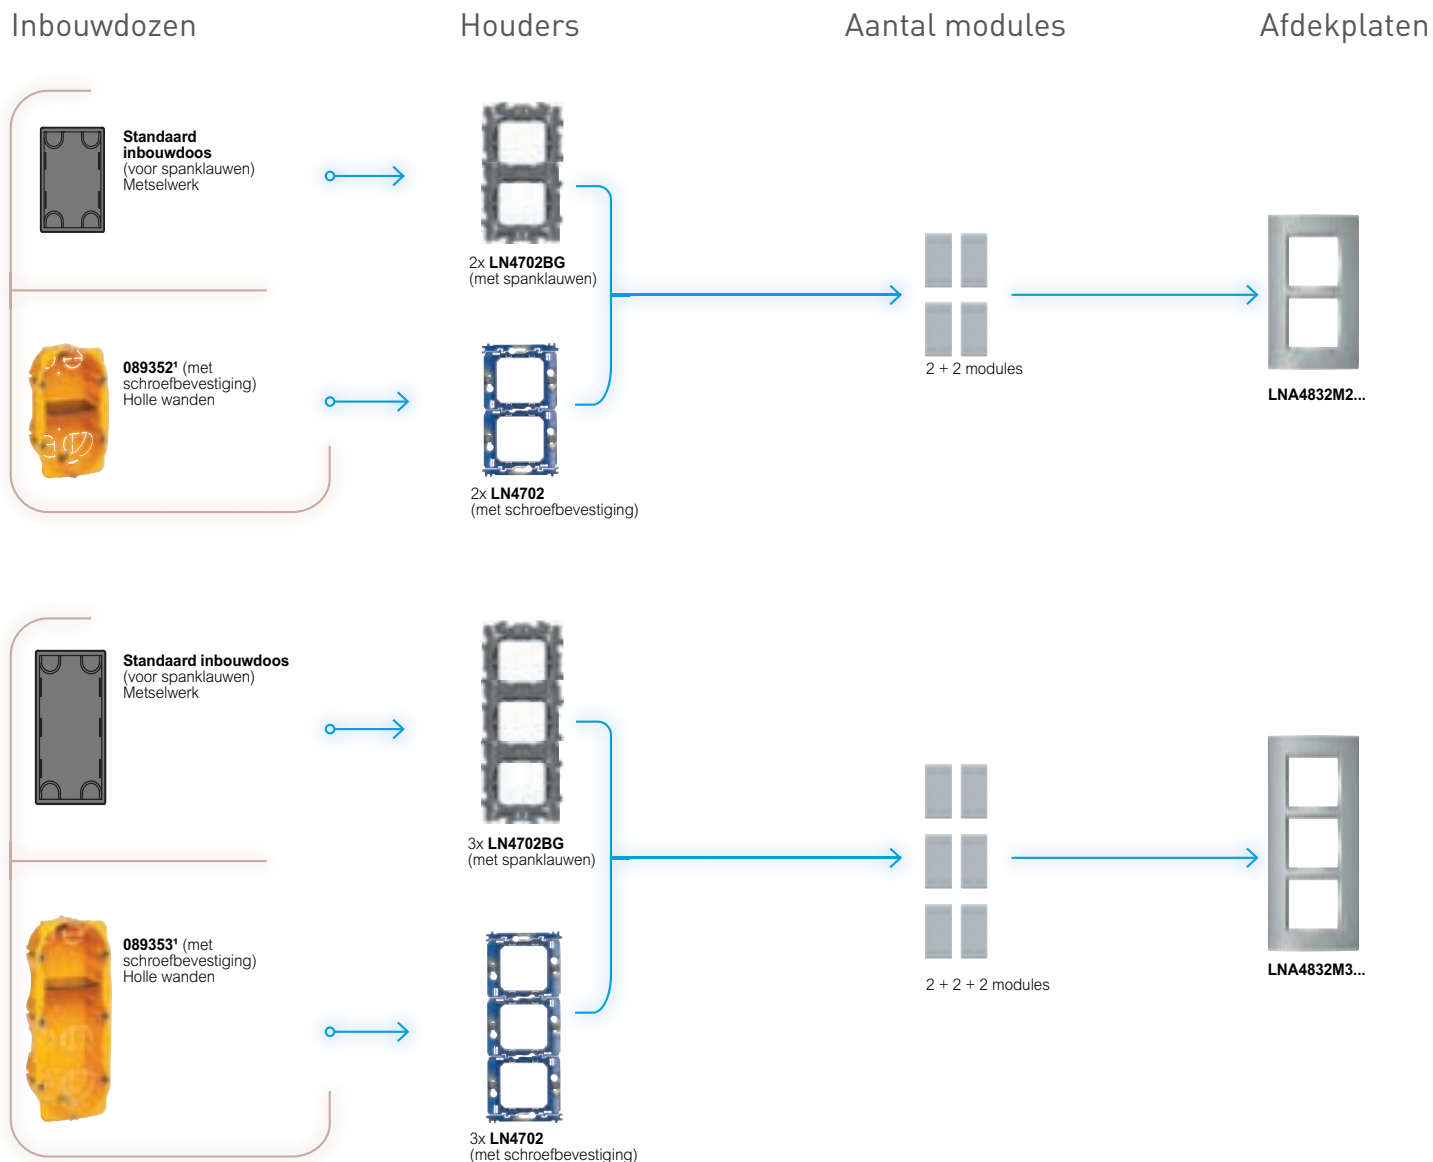 Inbouwdozen
Houders
Aantal modules
Afdekplaten
Standaard
inbouwdoos
(voor spanklauwen)
Metselwerk
2x LN4702BG
(met spanklauwen)
089352¹ (met
schroefbevestiging)
Holle wanden
2x LN4702
(met schroefbevestiging)
2 + 2 modules
LNA4832M2...
Standaard inbouwdoos
(voor spanklauwen)
Metselwerk
3x LN4702BG
(met spanklauwen)
089353¹ (met
schroefbevestiging)
Holle wanden
3x LN4702
(met schroefbevestiging)
2 + 2 + 2 modules
LNA4832M3...